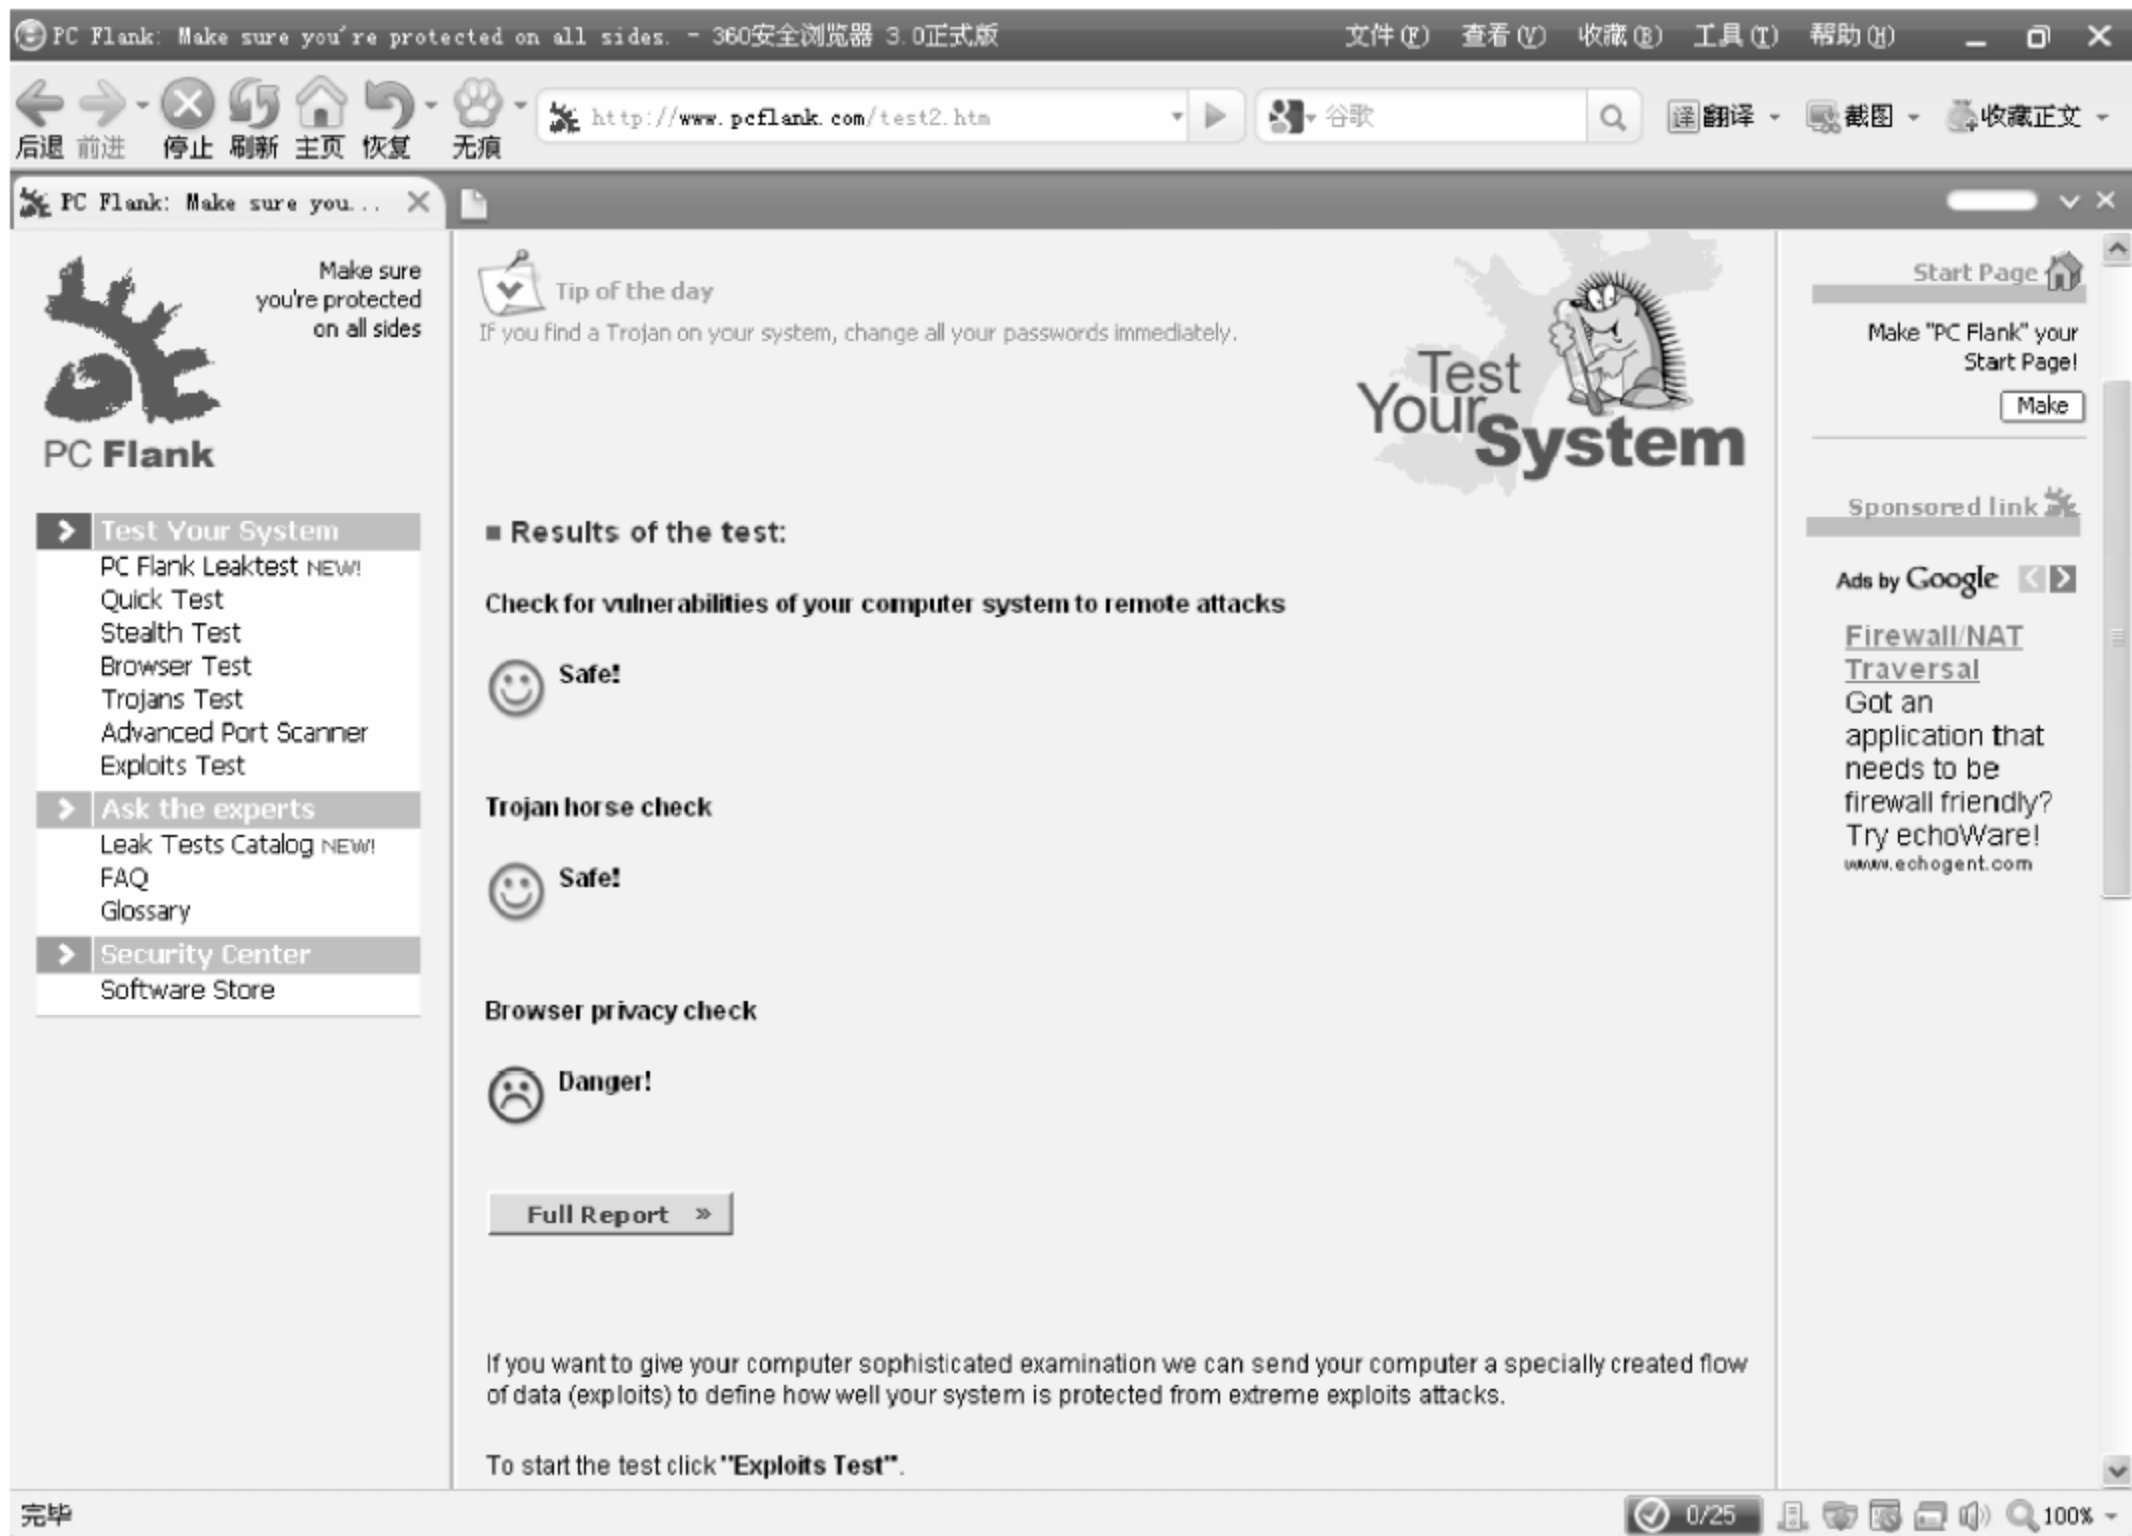 PC Flank: Make sure you're protected on all sides. - 360安全浏览器 3.0正式版
文件(F) 查看(V) 收藏(B) 工具(T) 帮助(H)
后退 前进 停止 刷新 主页 恢复 无痕
http://www.pcflank.com/test2.htm
谷歌
译 翻译 截图 收藏正文
PC Flank: Make sure you...
Make sure
you're protected
on all sides
PC Flank
Test Your System
PC Flank Leaktest NEW!
Quick Test
Stealth Test
Browser Test
Trojans Test
Advanced Port Scanner
Exploits Test
Ask the experts
Leak Tests Catalog NEW!
FAQ
Glossary
Security Center
Software Store
Tip of the day
If you find a Trojan on your system, change all your passwords immediately.
Test
Your
System
Results of the test:
Check for vulnerabilities of your computer system to remote attacks
Safe!
Trojan horse check
Safe!
Browser privacy check
Danger!
Full Report »
If you want to give your computer sophisticated examination we can send your computer a specially created flow
of data (exploits) to define how well your system is protected from extreme exploits attacks.
To start the test click "Exploits Test".
Start Page
Make "PC Flank" your
Start Page!
Make
Sponsored link
Ads by Google
Firewall/NAT
Traversal
Got an
application that
needs to be
firewall friendly?
Try echoWare!
www.echogent.com
完毕
0/25
100%